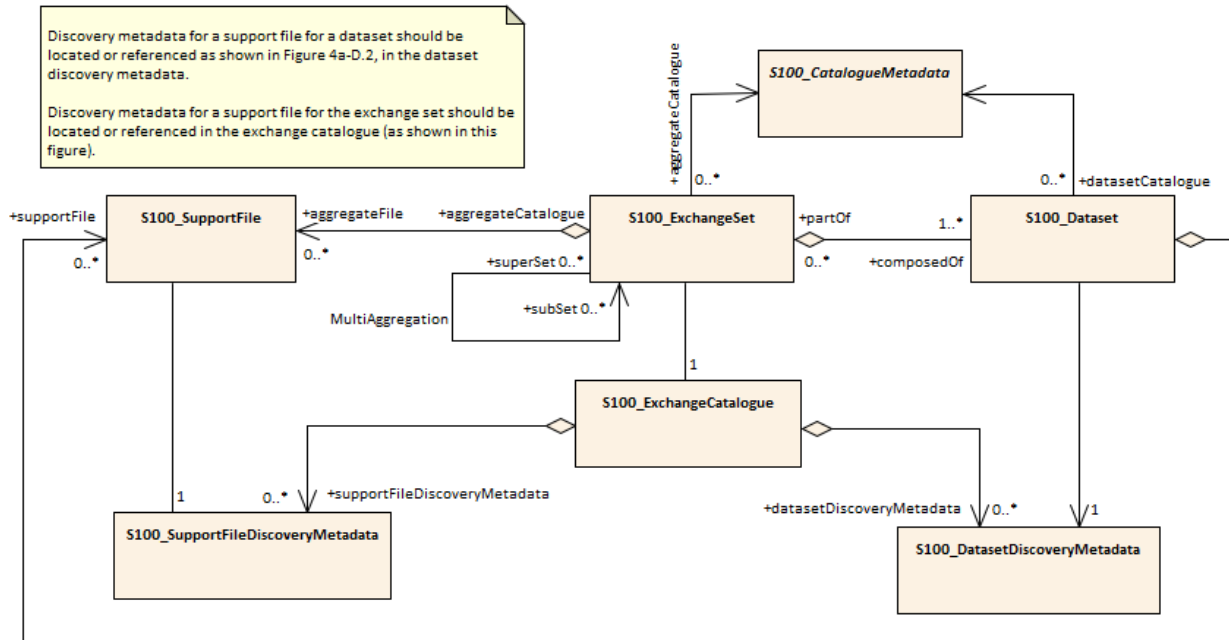 Discovery metadata for a support file for a dataset should be
located or referenced as shown in Figure 4a-D.2, in the dataset
discovery metadata.
Discovery metadata for a support file for the exchange set should be
located or referenced in the exchange catalogue (as shown in this
figure).
S100_CatalogueMetadata
+aggregateCatalogue
0..*
0..*
+datasetCatalogue
+supportFile
0..*
S100_SupportFile
+aggregateFile
0..*
+aggregateCatalogue
S100_ExchangeSet
+partOf
0..*
1..*
+composedOf
S100_Dataset
+superSet 0..*
+subSet 0..*
MultiAggregation
1
S100_ExchangeCatalogue
1
0..*
+supportFileDiscoveryMetadata
+datasetDiscoveryMetadata
0..*
1
S100_SupportFileDiscoveryMetadata
S100_DatasetDiscoveryMetadata